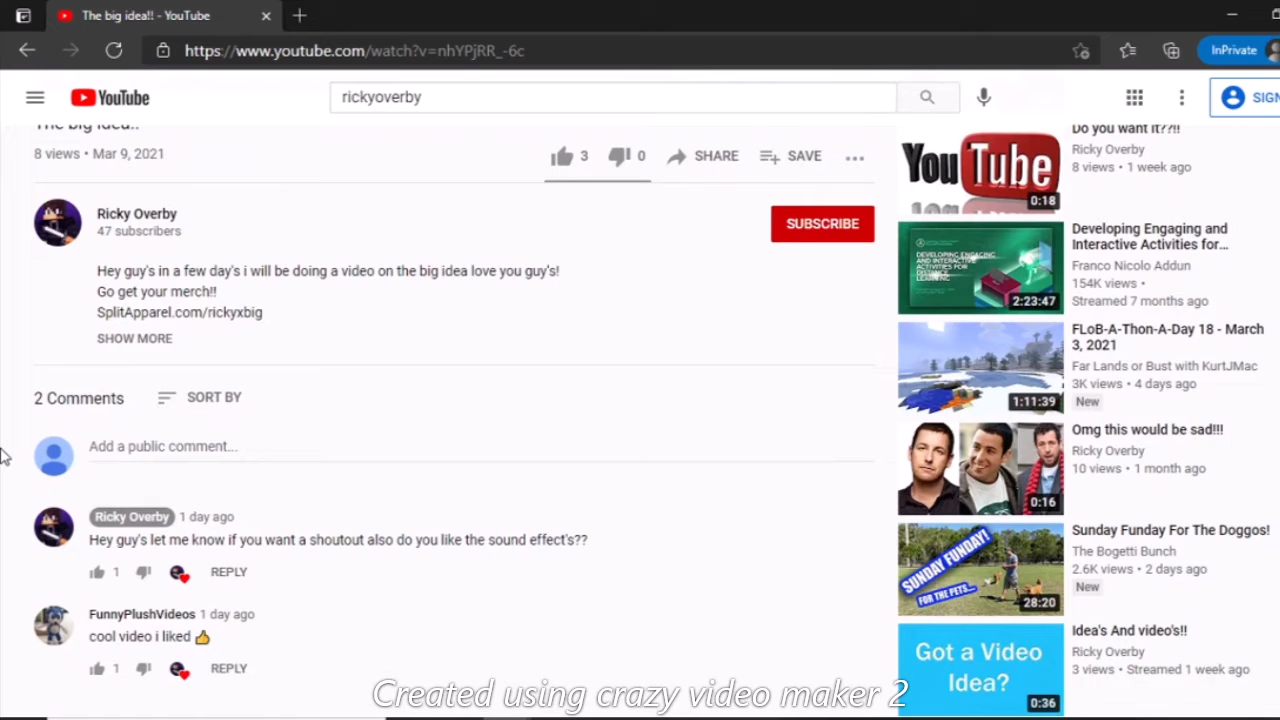 The big idea!! - YouTube
https://www.youtube.com/watch?v=nhYPjRR_-6c
InPrivate
YouTube
rickyoverby
SIGN
The big idea..
8 views • Mar 9, 2021
3
0
SHARE
SAVE
Ricky Overby
47 subscribers
SUBSCRIBE
Hey guy's in a few day's i will be doing a video on the big idea love you guy's!
Go get your merch!!
SplitApparel.com/rickyxbig
SHOW MORE
2 Comments
SORT BY
Add a public comment...
Ricky Overby 1 day ago
Hey guy's let me know if you want a shoutout also do you like the sound effect's??
1
REPLY
FunnyPlushVideos 1 day ago
cool video i liked 👍
1
REPLY
YouTube
0:18
Do you want it??!!
Ricky Overby
8 views • 1 week ago
DEVELOPING ENGAGING
AND INTERACTIVE
ACTIVITIES FOR
DISTANCE
LEARNING
2:23:47
Developing Engaging and
Interactive Activities for...
Franco Nicolo Addun
154K views •
Streamed 7 months ago
1:11:39
FLoB-A-Thon-A-Day 18 - March
3, 2021
Far Lands or Bust with KurtJMac
3K views • 4 days ago
New
0:16
Omg this would be sad!!!
Ricky Overby
10 views • 1 month ago
SUNDAY FUNDAY!
FOR THE PETS...
28:20
Sunday Funday For The Doggos!
The Bogetti Bunch
2.6K views • 2 days ago
New
Got a Video
Idea?
0:36
Idea's And video's!!
Ricky Overby
3 views • Streamed 1 week ago
Created using crazy video maker 2